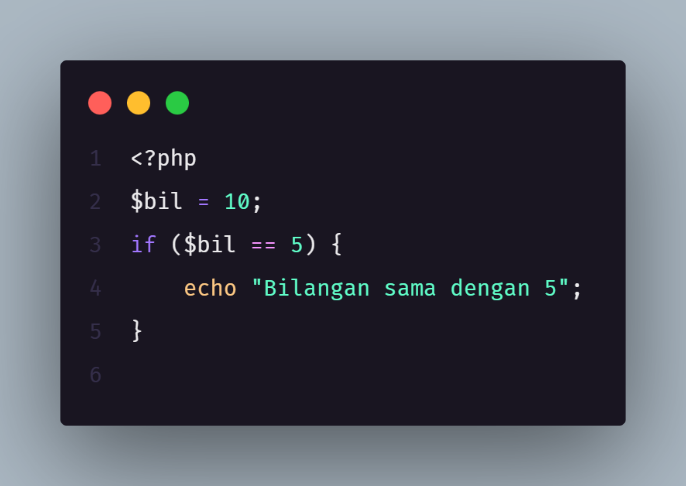 1 <?php
2 $bil = 10;
3 if ($bil == 5) {
4     echo "Bilangan sama dengan 5";
5 }
6